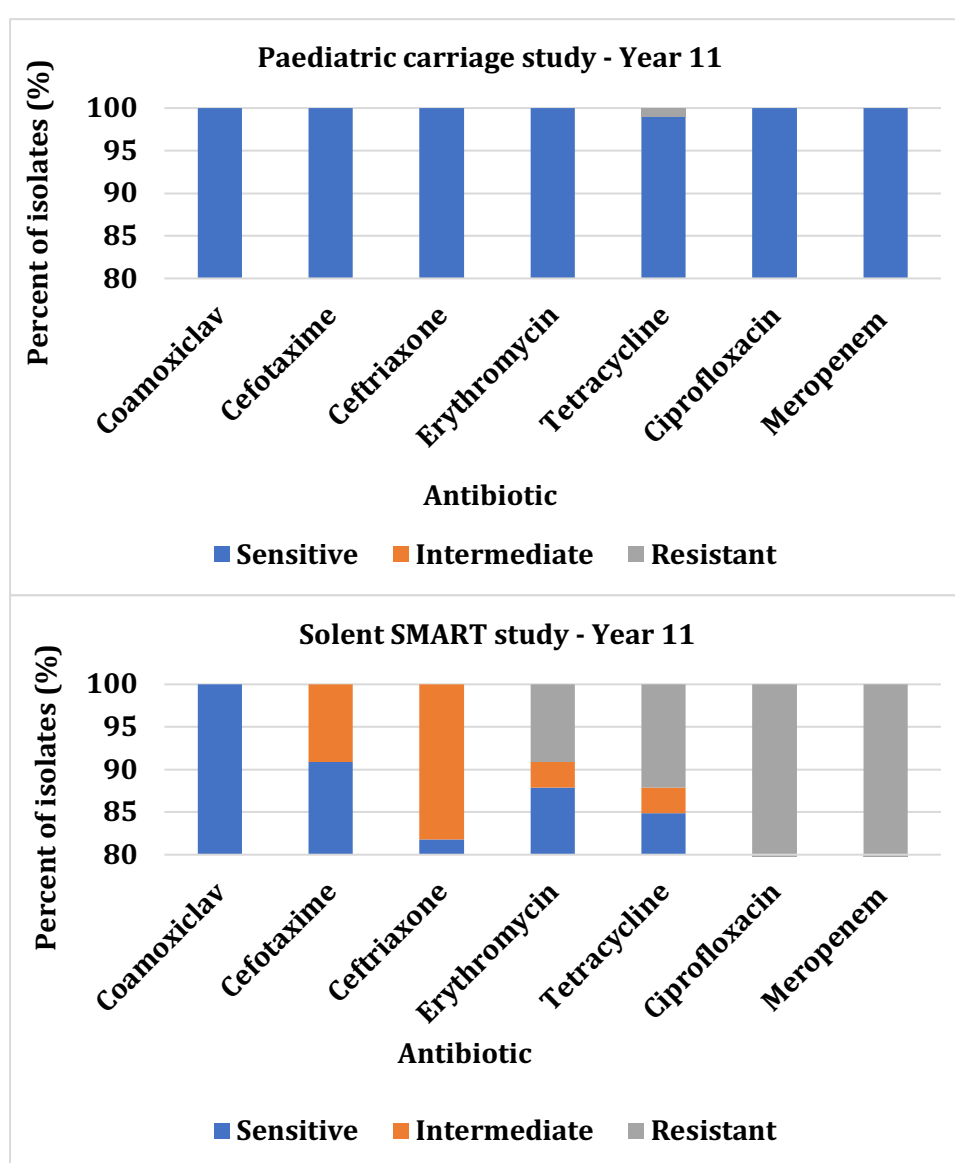 Paediatric carriage study - Year 11
Percent of isolates (%)
100
95
90
85
80
Coamoxiclav
Cefotaxime
Ceftriaxone
Erythromycin
Tetracycline
Ciprofloxacin
Meropenem
Antibiotic
Sensitive Intermediate Resistant
Solent SMART study - Year 11
Percent of isolates (%)
100
95
90
85
80
Coamoxiclav
Cefotaxime
Ceftriaxone
Erythromycin
Tetracycline
Ciprofloxacin
Meropenem
Antibiotic
Sensitive Intermediate Resistant